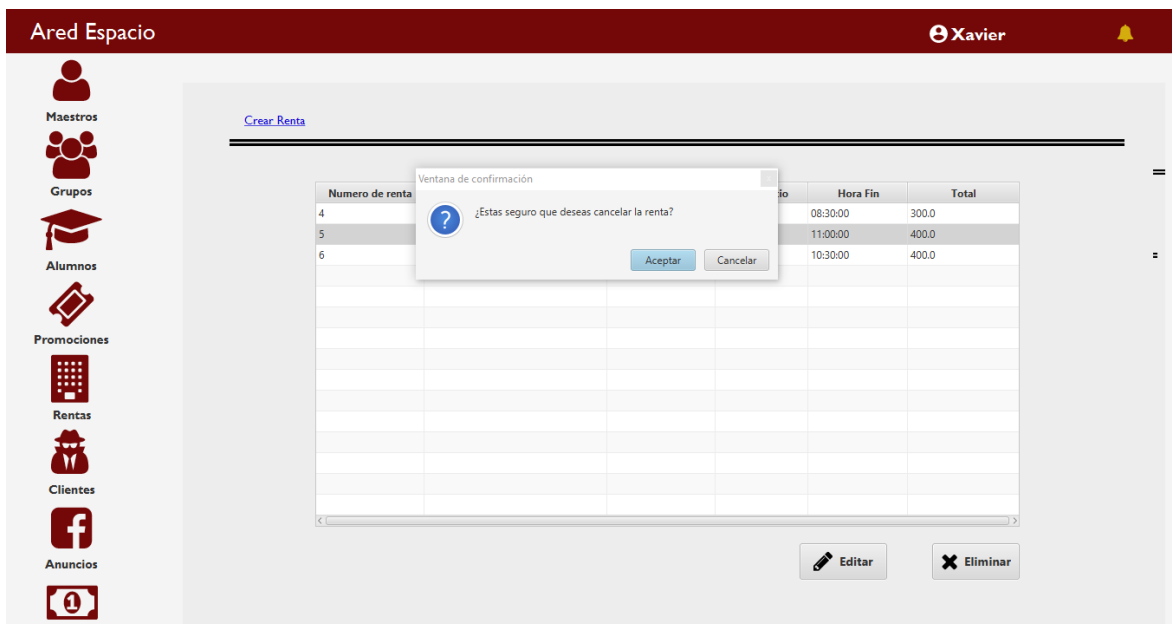 Ared Espacio
Xavier
Maestros
Grupos
Alumnos
Promociones
Rentas
Clientes
Anuncios
1
Crear Renta
Ventana de confirmación
¿Estas seguro que deseas cancelar la renta?
Aceptar Cancelar
Numero de renta Hora Fin Total
4 08:30:00 300.0
5 11:00:00 400.0
6 10:30:00 400.0
Editar Eliminar